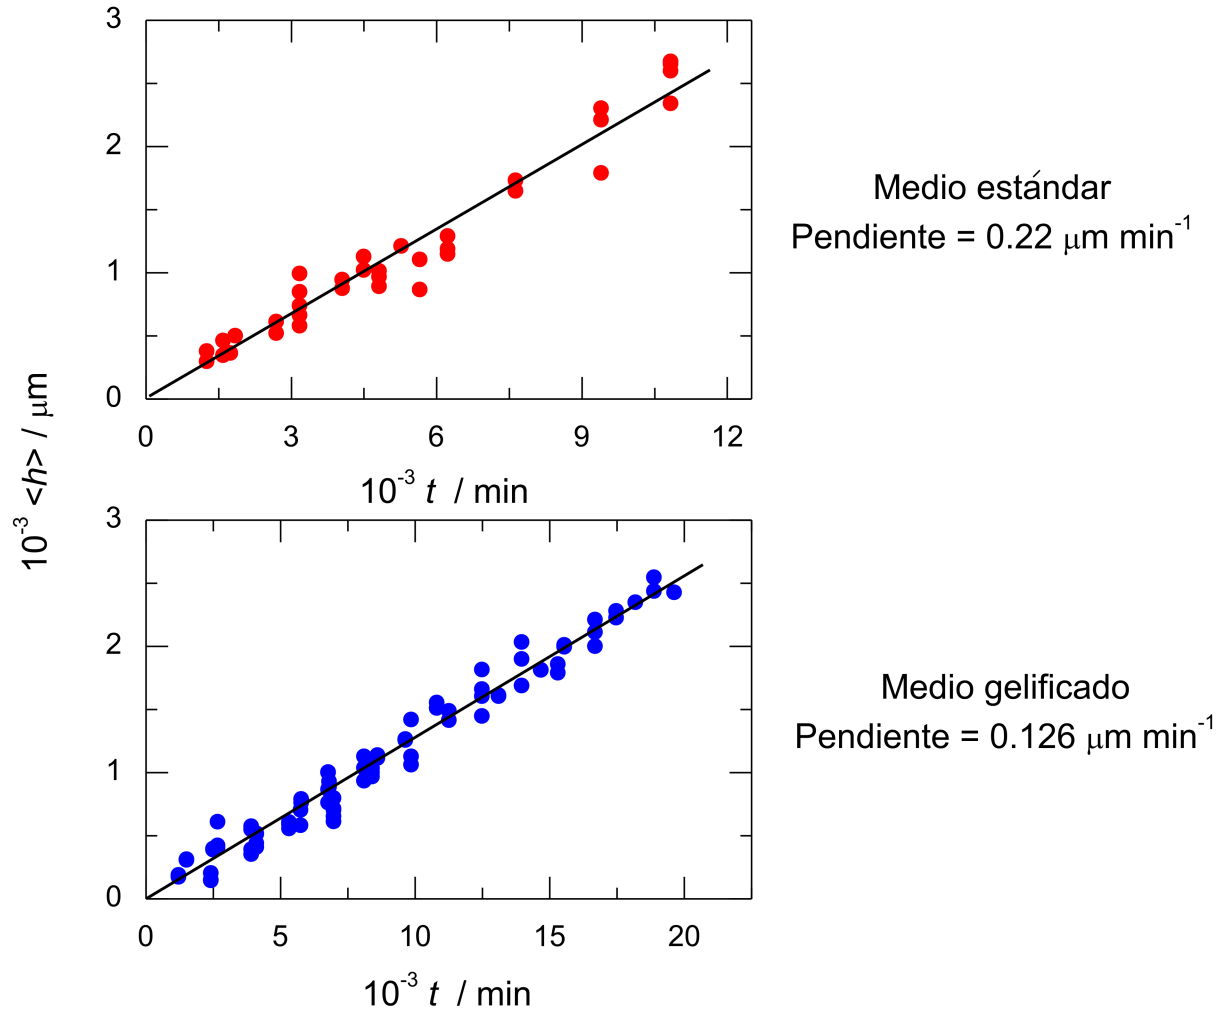 3
2
1
0
0 3 6 9 12
10⁻³ t / min
Medio estándar
Pendiente = 0.22 μm min⁻¹
10⁻³ <h> / μm
3
2
1
0
0 5 10 15 20
10⁻³ t / min
Medio gelificado
Pendiente = 0.126 μm min⁻¹